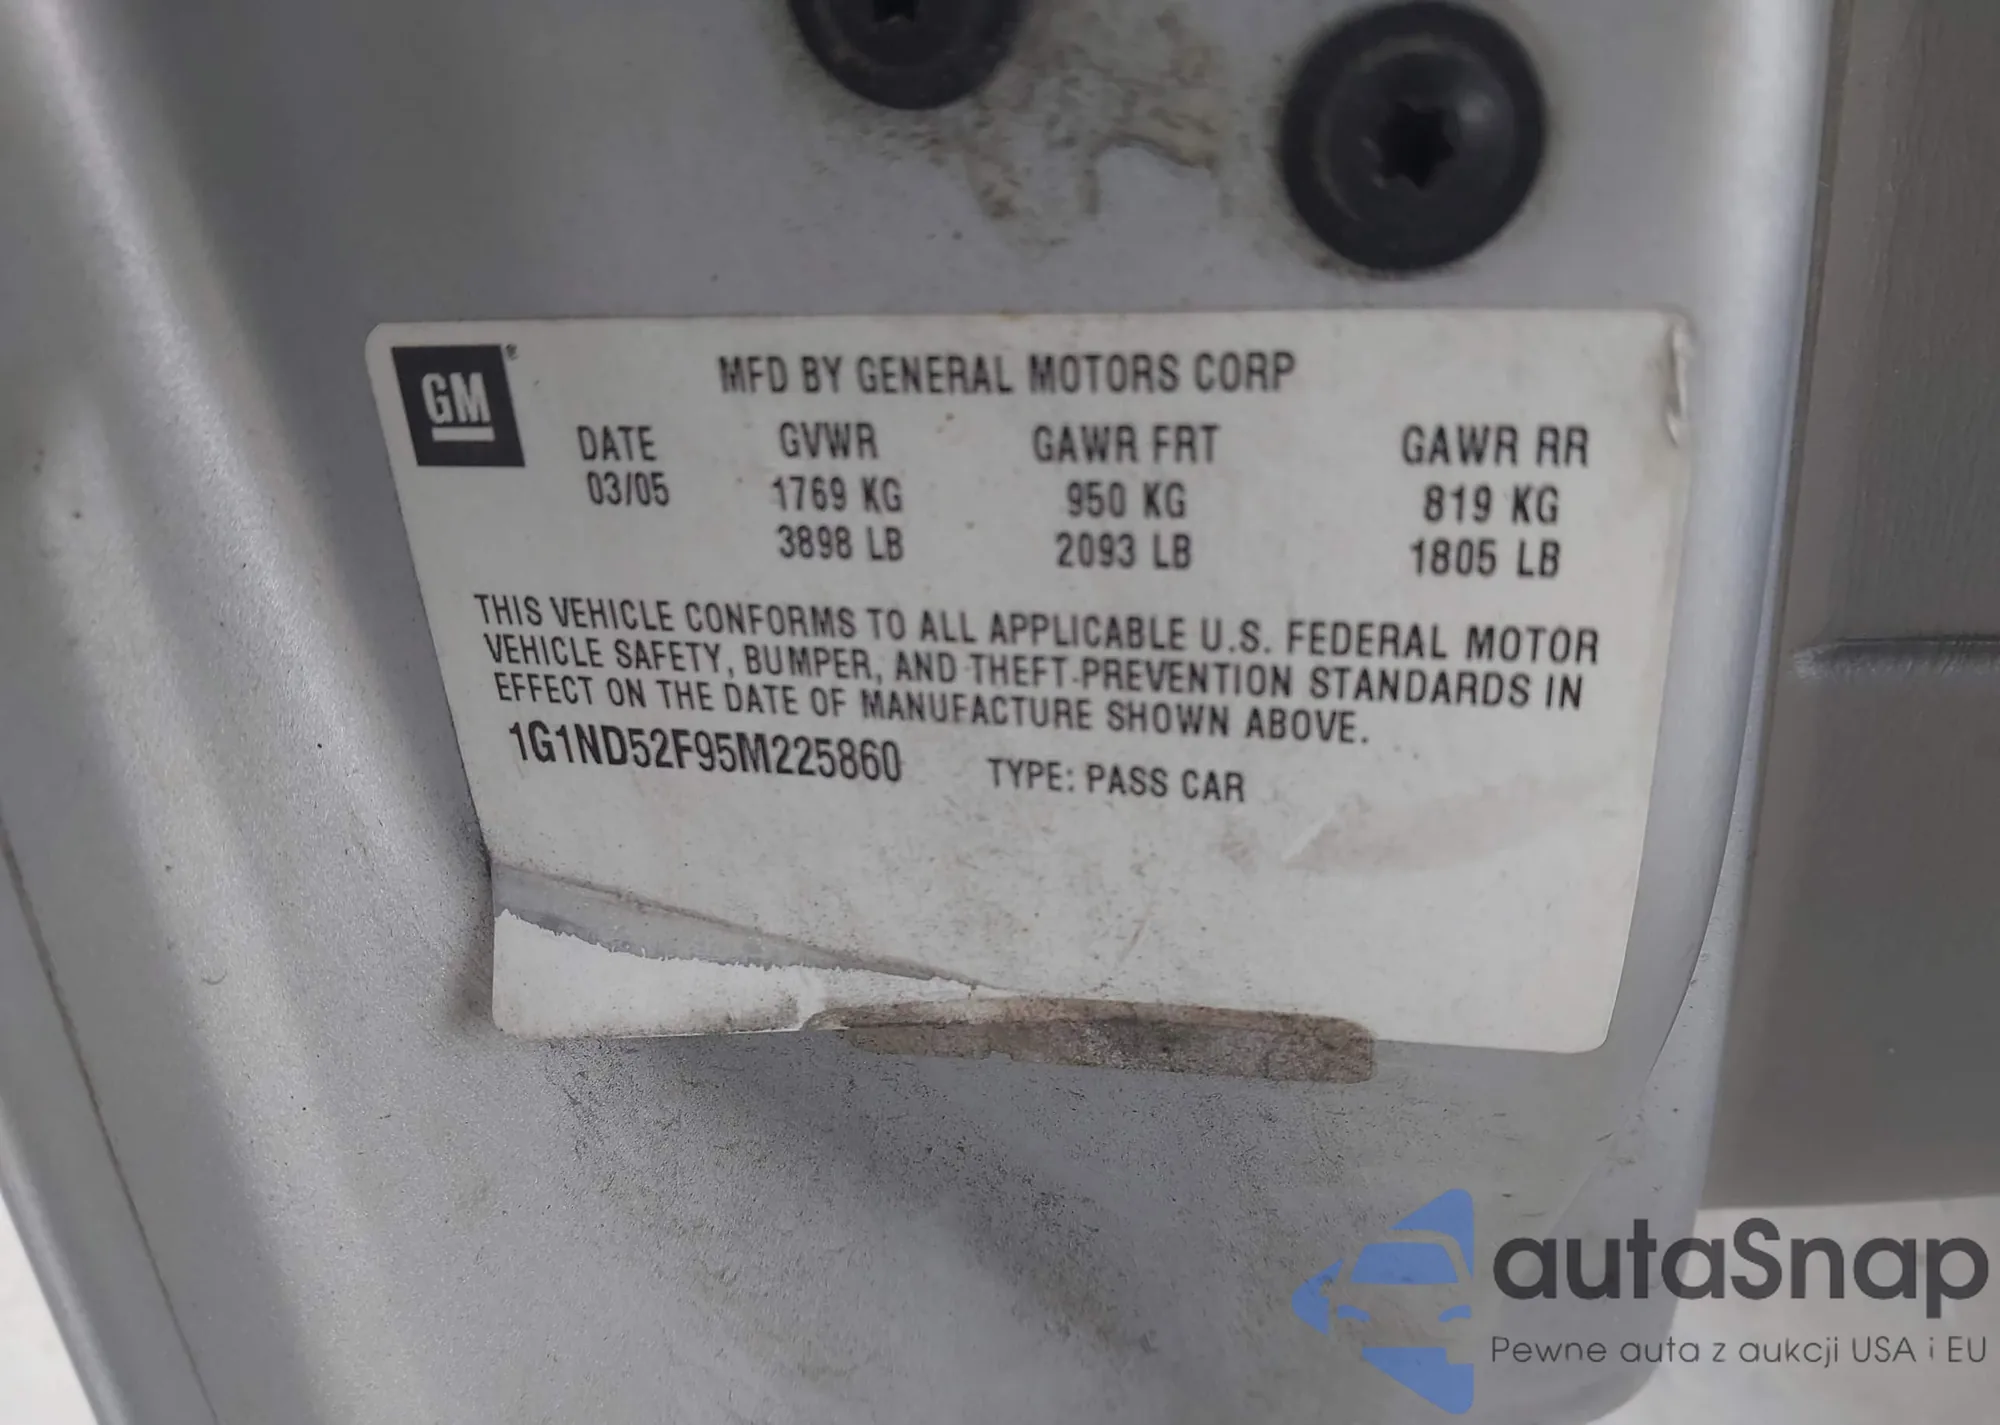 GM®
MFD BY GENERAL MOTORS CORP
DATE GVWR GAWR FRT GAWR RR
03/05 1769 KG 950 KG 819 KG
3898 LB 2093 LB 1805 LB
THIS VEHICLE CONFORMS TO ALL APPLICABLE U.S. FEDERAL MOTOR
VEHICLE SAFETY, BUMPER, AND THEFT PREVENTION STANDARDS IN
EFFECT ON THE DATE OF MANUFACTURE SHOWN ABOVE.
1G1ND52F95M225860 TYPE: PASS CAR
autaSnap
Pewne auta z aukcji USA i EU